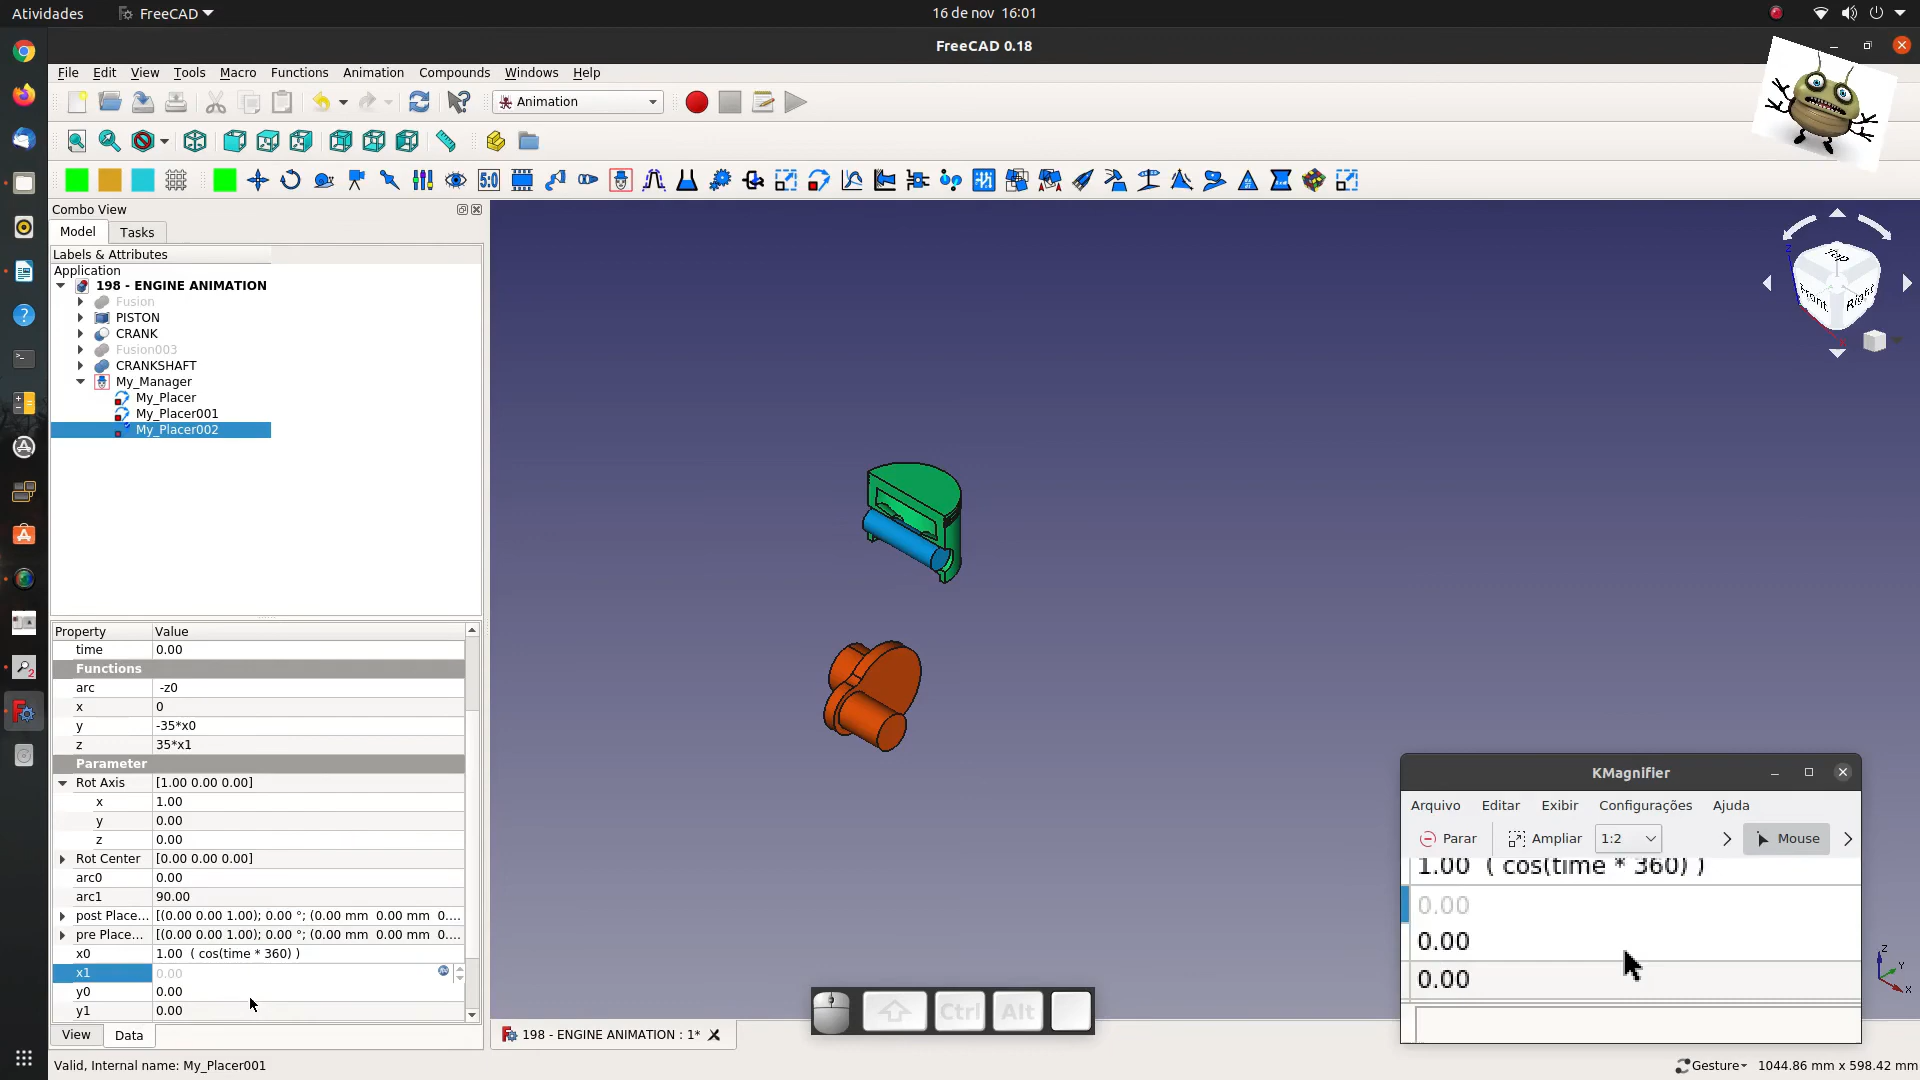 Atividades
FreeCAD
16 de nov  16:01
FreeCAD 0.18
File Edit View Tools Macro Functions Animation Compounds Windows Help
Animation
5:0
Combo View
Model Tasks
Labels & Attributes
Application
198 - ENGINE ANIMATION
Fusion
PISTON
CRANK
Fusion003
CRANKSHAFT
My_Manager
My_Placer
My_Placer001
My_Placer002
Top
Front
Right
Property Value
time 0.00
Functions
arc -z0
x 0
y -35*x0
z 35*x1
Parameter
Rot Axis [1.00 0.00 0.00]
x 1.00
y 0.00
z 0.00
Rot Center [0.00 0.00 0.00]
arc0 0.00
arc1 90.00
post Place... [(0.00 0.00 1.00); 0.00 °; (0.00 mm  0.00 mm  0....
pre Place... [(0.00 0.00 1.00); 0.00 °; (0.00 mm  0.00 mm  0....
x0 1.00  ( cos(time * 360) )
x1 0.00
y0 0.00
y1 0.00
View Data
198 - ENGINE ANIMATION : 1*
Ctrl Alt
KMagnifier
Arquivo Editar Exibir Configurações Ajuda
Parar Ampliar 1:2 Mouse
1.00  ( cos(time * 360) )
0.00
0.00
0.00
Z
Y
X
Valid, Internal name: My_Placer001
Gesture
1044.86 mm x 598.42 mm